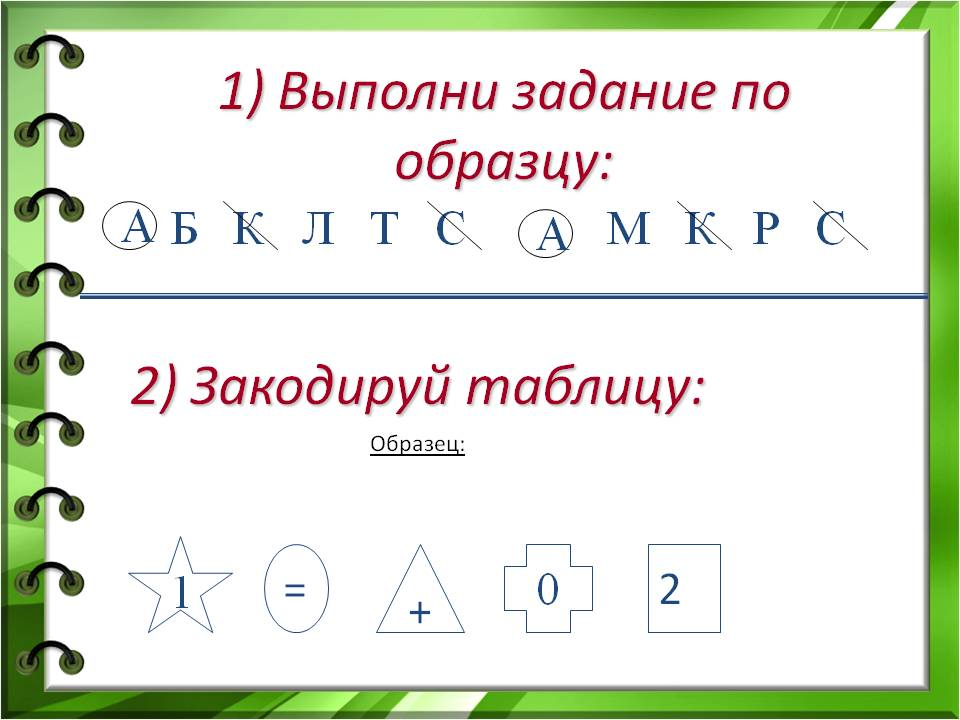 1) Выполни задание по
образцу:
А Б К Л Т С А М К Р С
2) Закодируй таблицу:
Образец:
1 = + 0 2